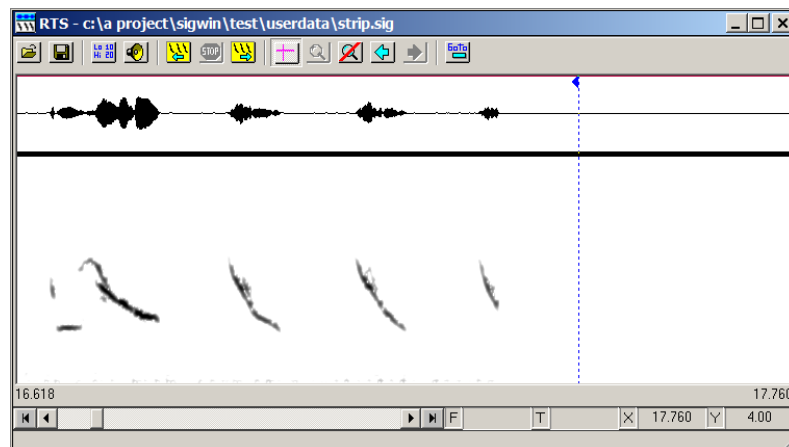 RTS - c:\a project\sigwin\test\userdata\strip.sig
Lo 10
Hi 20
STOP
GoTo
16.618 17.760
F T X 17.760 Y 4.00